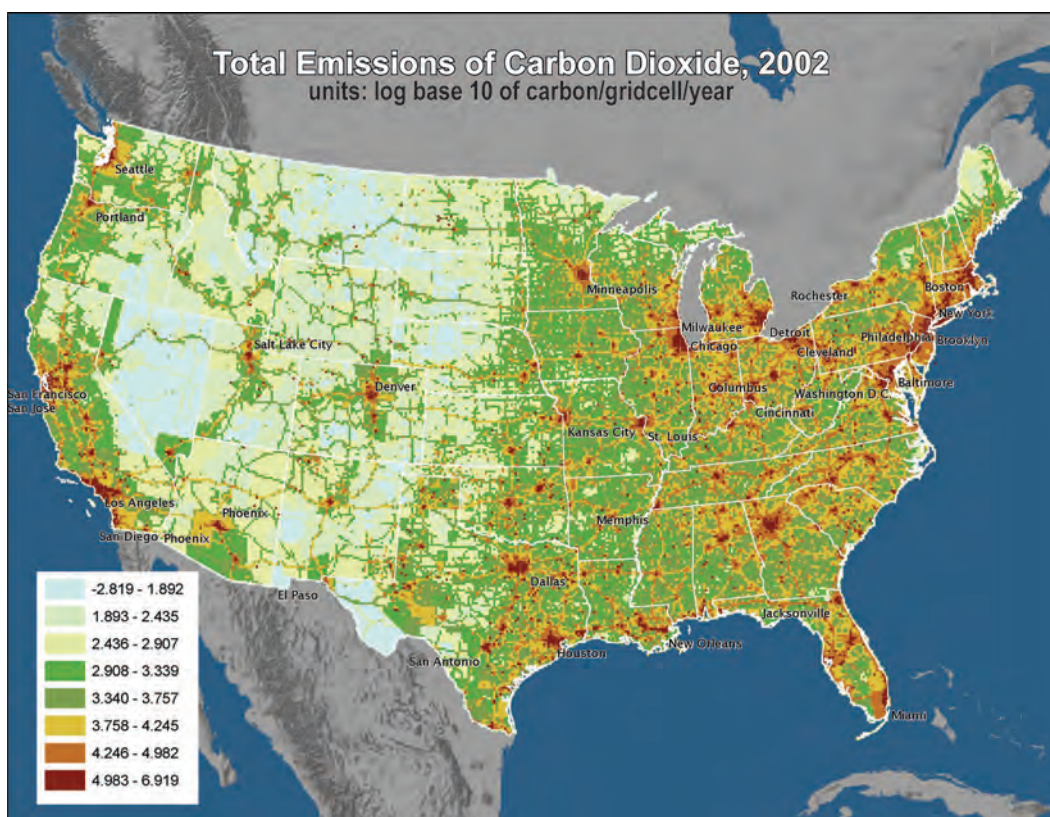 Total Emissions of Carbon Dioxide, 2002
units: log base 10 of carbon/gridcell/year
Seattle
Portland
Minneapolis
Rochester
Boston
New York
Milwaukee
Detroit
Philadelphia
Brooklyn
Chicago
Cleveland
Salt Lake City
Denver
Columbus
Washington D.C.
Baltimore
San Francisco
San Jose
Cincinnati
Kansas City
St. Louis
Los Angeles
Phoenix
Memphis
San Diego
Phoenix
Dallas
El Paso
Jacksonville
New Orleans
Houston
San Antonio
Miami
-2.819 - 1.892
1.893 - 2.435
2.436 - 2.907
2.908 - 3.339
3.340 - 3.757
3.758 - 4.245
4.246 - 4.982
4.983 - 6.919